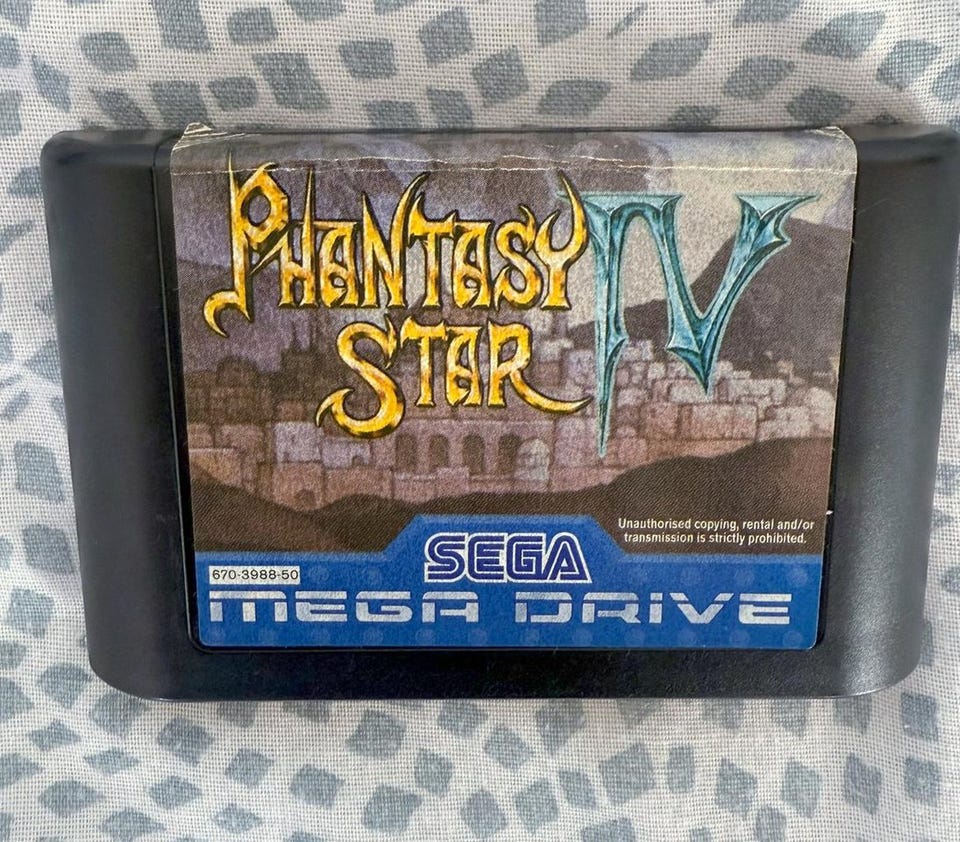 PHANTASY
STAR IV
Unauthorised copying, rental and/or
transmission is strictly prohibited.
SEGA
670-3988-50
MEGA DRIVE